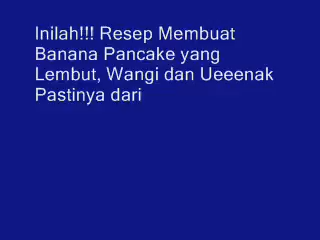 Inilah!!! Resep Membuat
Banana Pancake yang
Lembut, Wangi dan Ueeenak
Pastinya dari